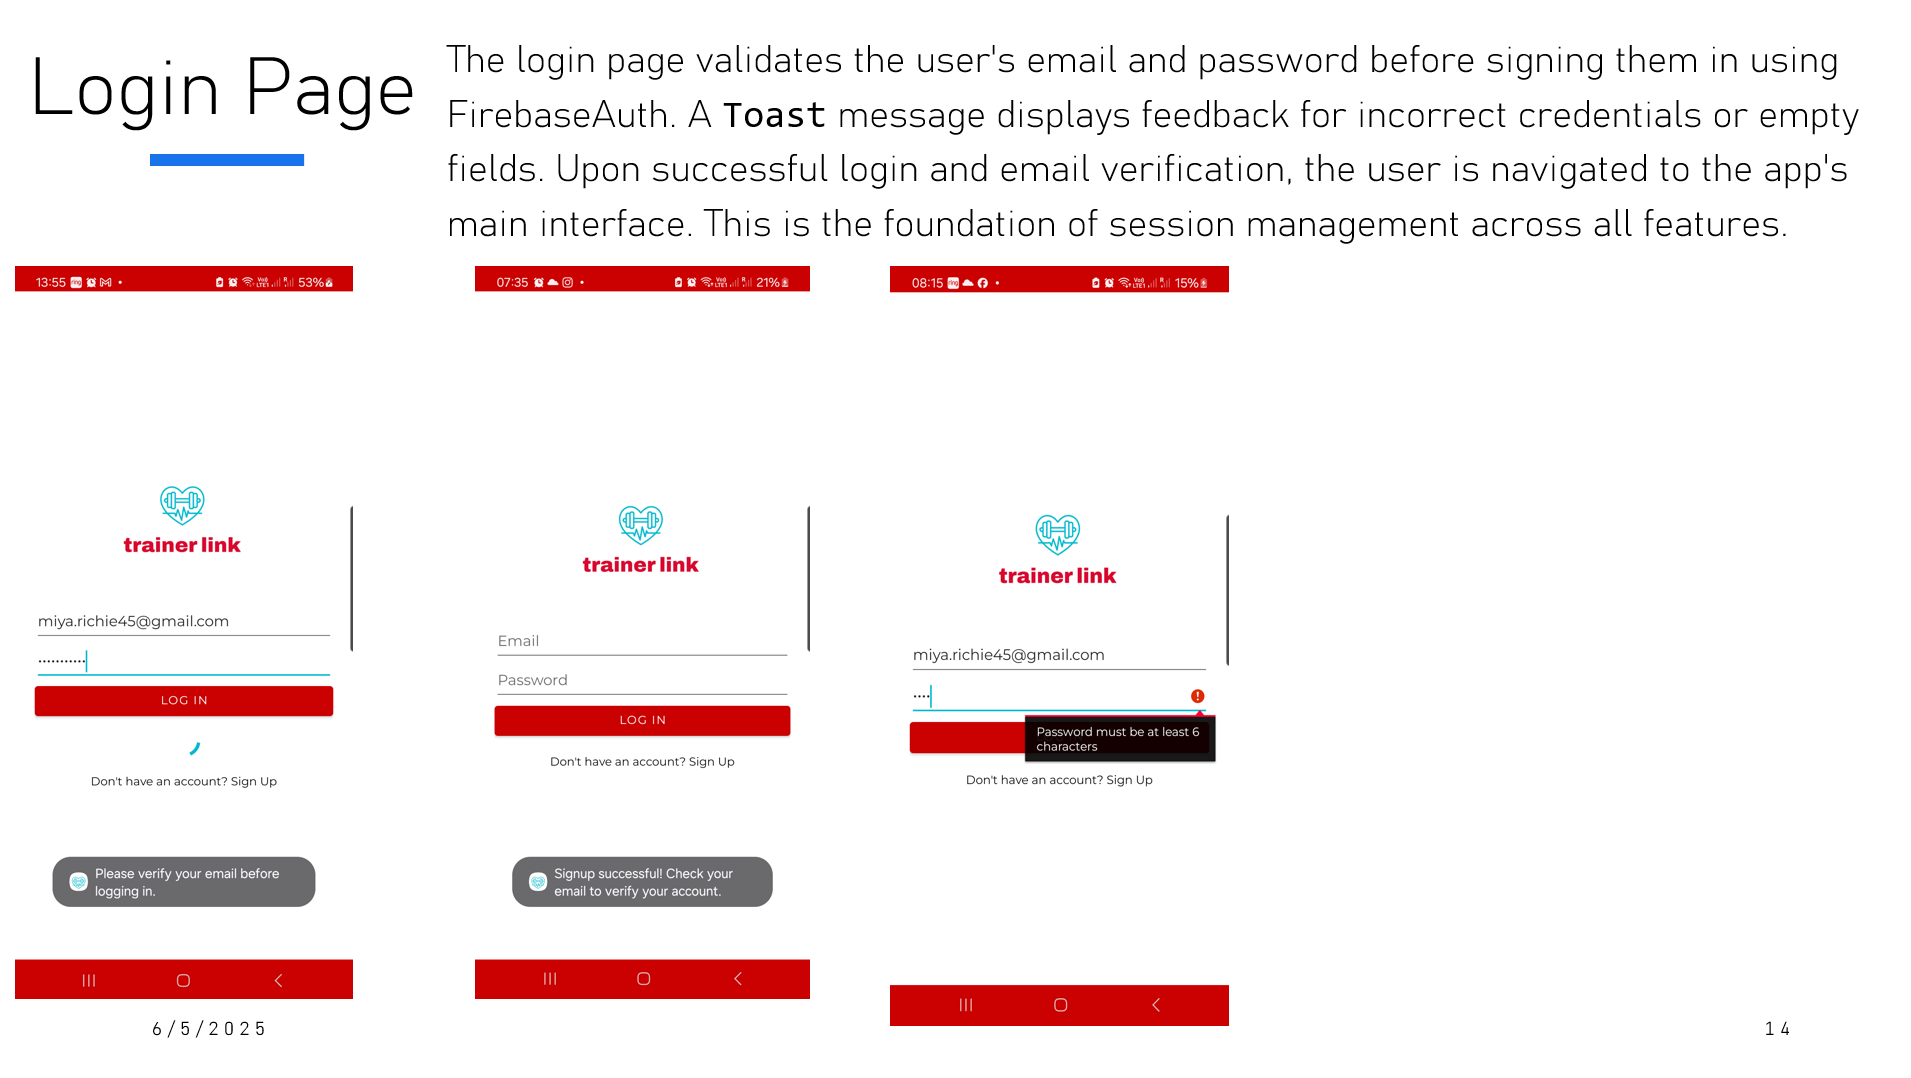 Login Page
The login page validates the user's email and password before signing them in using
FirebaseAuth. A Toast message displays feedback for incorrect credentials or empty
fields. Upon successful login and email verification, the user is navigated to the app's
main interface. This is the foundation of session management across all features.
13:55 53%
trainer link
miya.richie45@gmail.com
LOG IN
Don't have an account? Sign Up
Please verify your email before
logging in.
07:35 21%
trainer link
Email
Password
LOG IN
Don't have an account? Sign Up
Signup successful! Check your
email to verify your account.
08:15 15%
trainer link
miya.richie45@gmail.com
Password must be at least 6
characters
Don't have an account? Sign Up
6/5/2025
14